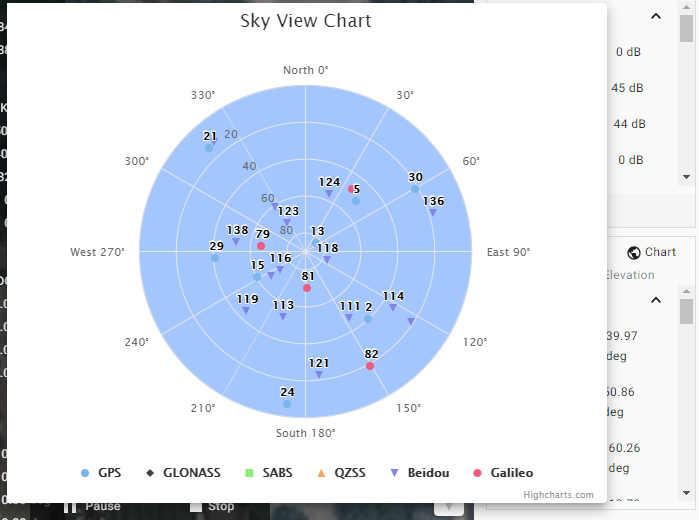 Sky View Chart
North 0°
330°
30°
300°
60°
West 270°
East 90°
240°
120°
210°
150°
South 180°
20
40
60
80
21
30
136
124
5
123
138
79
13
29
118
15
116
81
119
113
111
2
114
121
82
24
GPS
GLONASS
SABS
QZSS
Beidou
Galileo
Highcharts.com
0 dB
45 dB
44 dB
0 dB
Chart
Elevation
39.97
deg
50.86
deg
60.26
deg
Pause
Stop